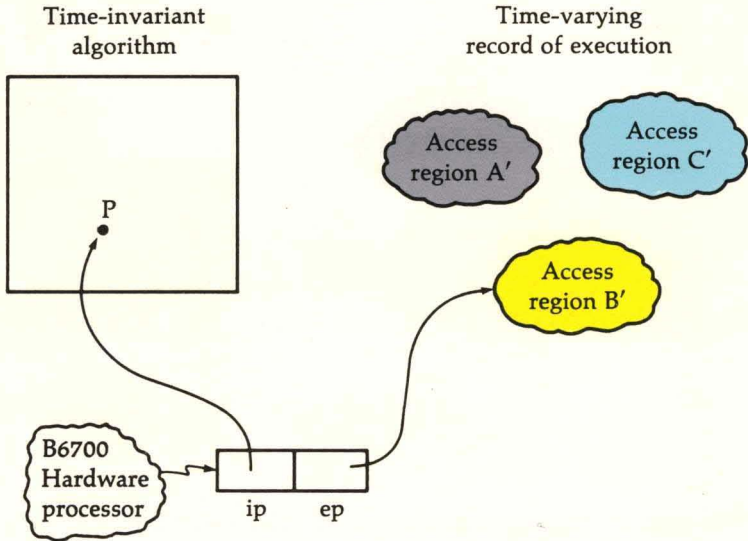 Time-invariant
algorithm
Time-varying
record of execution
Access
region A'
Access
region C'
P
Access
region B'
B6700
Hardware
processor
ip
ep